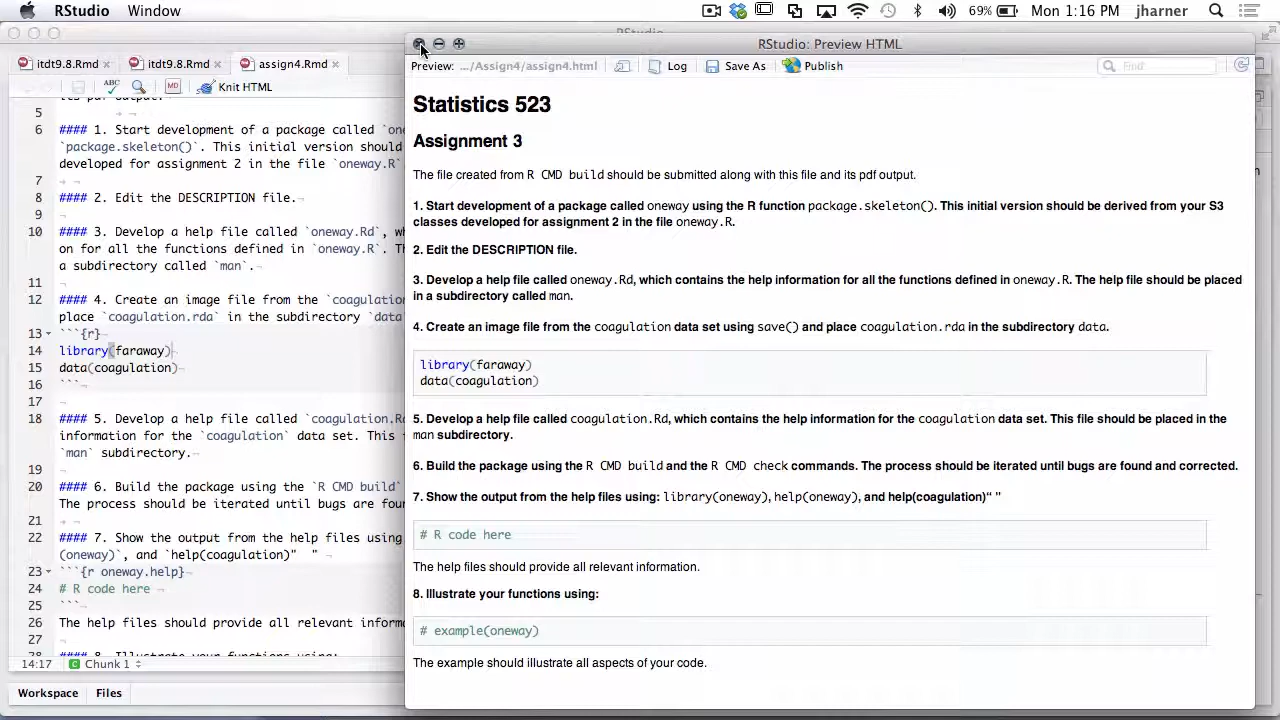 RStudio Window 69% Mon 1:16 PM jharner
RStudio
itdt9.8.Rmd itdt9.8.Rmd assign4.Rmd
ABC MD Knit HTML
5
6 #### 1. Start development of a package called `one
`package.skeleton()`. This initial version should
developed for assignment 2 in the file `oneway.R`
7
8 #### 2. Edit the DESCRIPTION file.
9
10 #### 3. Develop a help file called `oneway.Rd`, wh
on for all the functions defined in `oneway.R`. T
a subdirectory called `man`.
11
12 #### 4. Create an image file from the `coagulation
place `coagulation.rda` in the subdirectory `data`
13 ```{r}
14 library(faraway)
15 data(coagulation)
16 ```
17
18 #### 5. Develop a help file called `coagulation.Rd
information for the `coagulation` data set. This f
`man` subdirectory.
19
20 #### 6. Build the package using the `R CMD build`
The process should be iterated until bugs are foun
21
22 #### 7. Show the output from the help files using
(oneway)`, and `help(coagulation)" "
23 ```{r oneway.help}
24 # R code here
25 ```
26 The help files should provide all relevant informa
27
28 #### 8. Illustrate your functions using:
14:17 C Chunk 1
Workspace Files
RStudio: Preview HTML
Preview: .../Assign4/assign4.html Log Save As Publish Find
Statistics 523
Assignment 3
The file created from R CMD build should be submitted along with this file and its pdf output.
1. Start development of a package called oneway using the R function package.skeleton(). This initial version should be derived from your S3
classes developed for assignment 2 in the file oneway.R.
2. Edit the DESCRIPTION file.
3. Develop a help file called oneway.Rd, which contains the help information for all the functions defined in oneway.R. The help file should be placed
in a subdirectory called man.
4. Create an image file from the coagulation data set using save() and place coagulation.rda in the subdirectory data.
library(faraway)
data(coagulation)
5. Develop a help file called coagulation.Rd, which contains the help information for the coagulation data set. This file should be placed in the
man subdirectory.
6. Build the package using the R CMD build and the R CMD check commands. The process should be iterated until bugs are found and corrected.
7. Show the output from the help files using: library(oneway), help(oneway), and help(coagulation)“ ”
# R code here
The help files should provide all relevant information.
8. Illustrate your functions using:
# example(oneway)
The example should illustrate all aspects of your code.